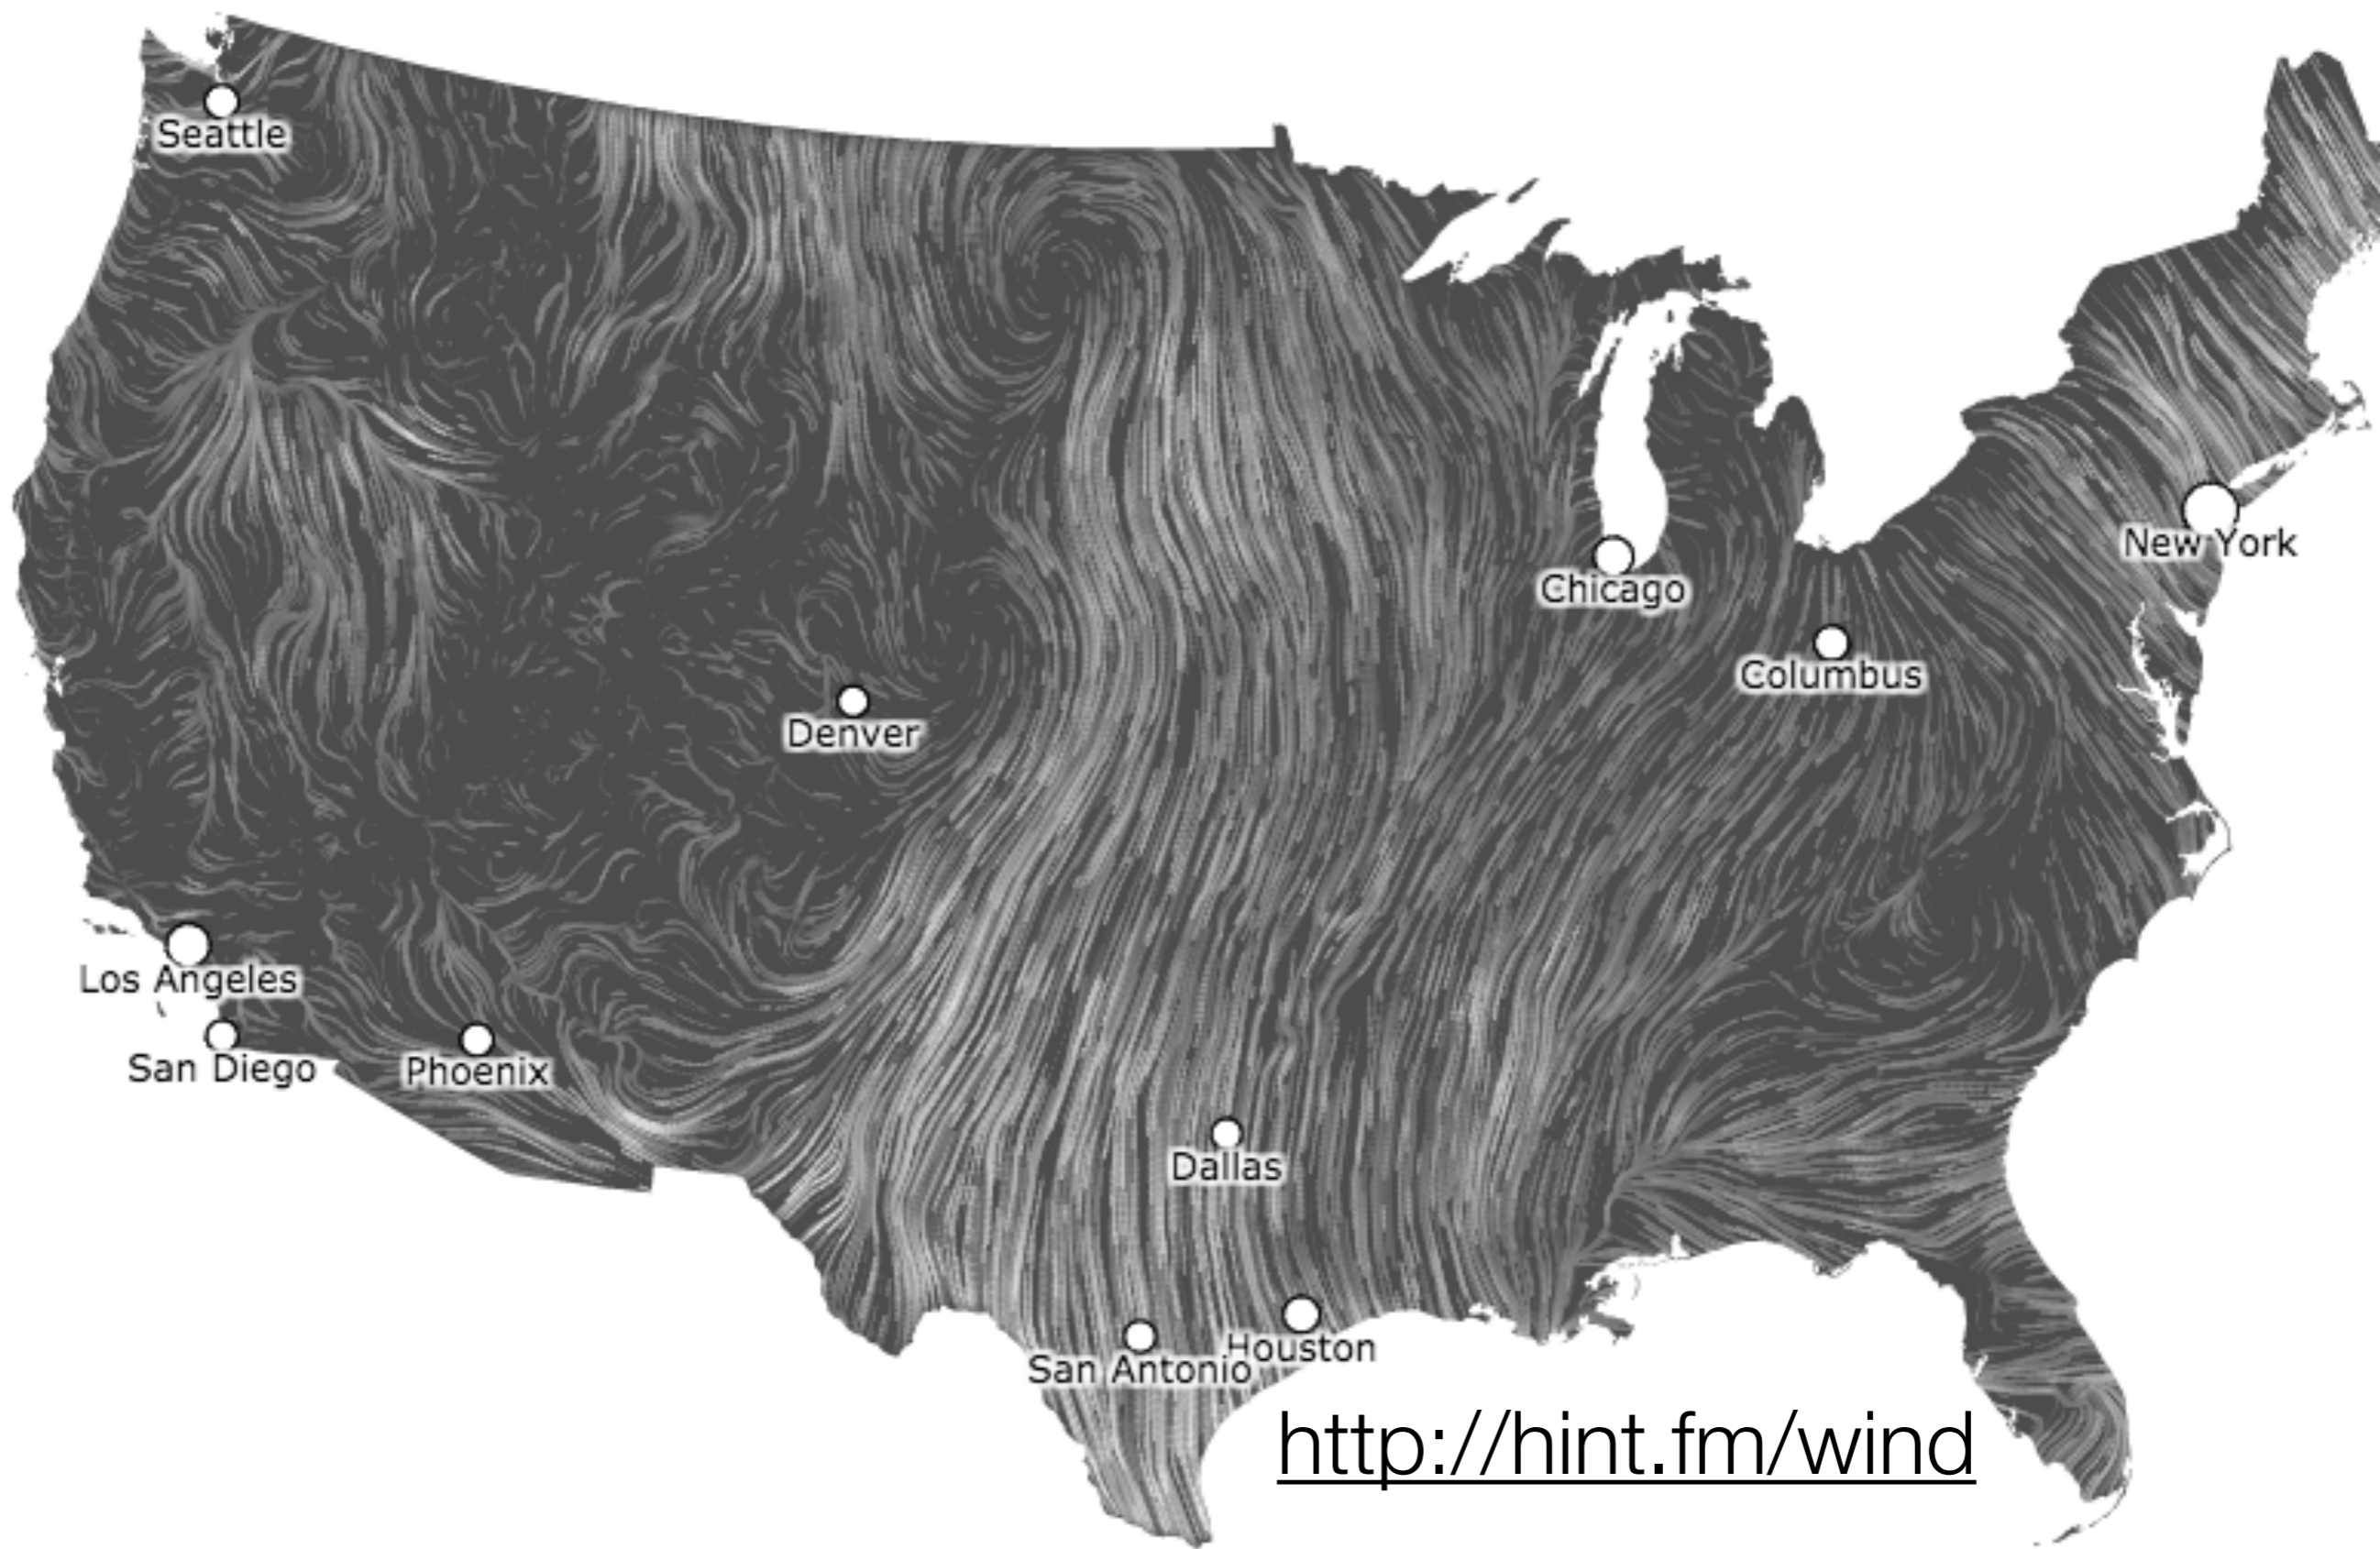 Seattle
New York
Chicago
Columbus
Denver
Los Angeles
San Diego
Phoenix
Dallas
Houston
San Antonio
http://hint.fm/wind